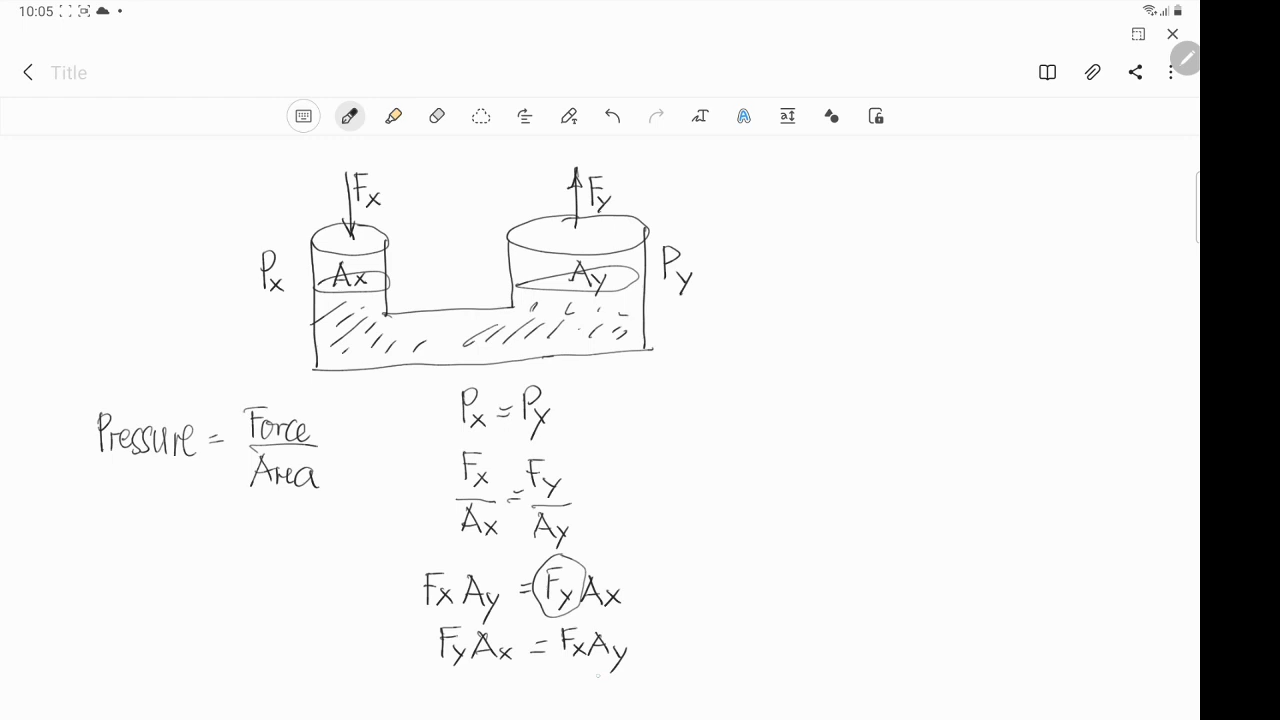 10:05
Title
Fx Fy
Px Ax Ay Py
Px = Py
Pressure = Force
Area
Fx = Fy
Ax Ay
Fx Ay = Fy Ax
Fy Ax = Fx Ay